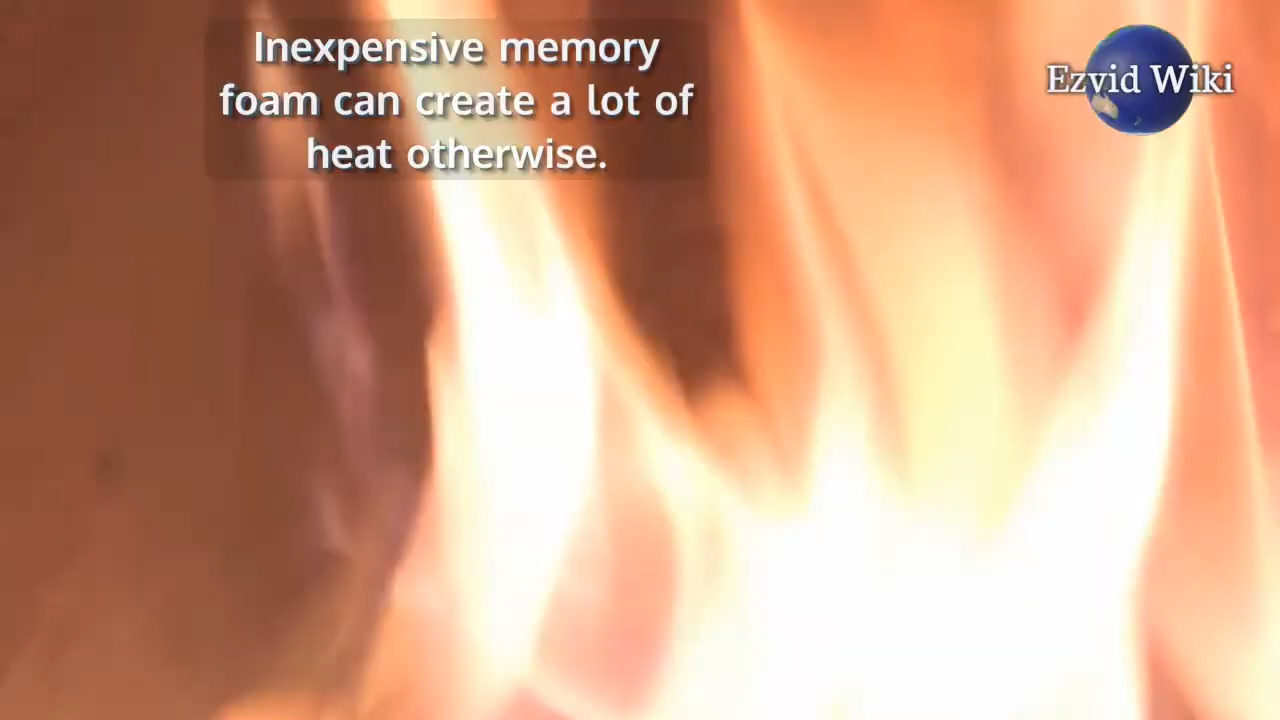 Inexpensive memory
foam can create a lot of
heat otherwise.
Ezvid Wiki